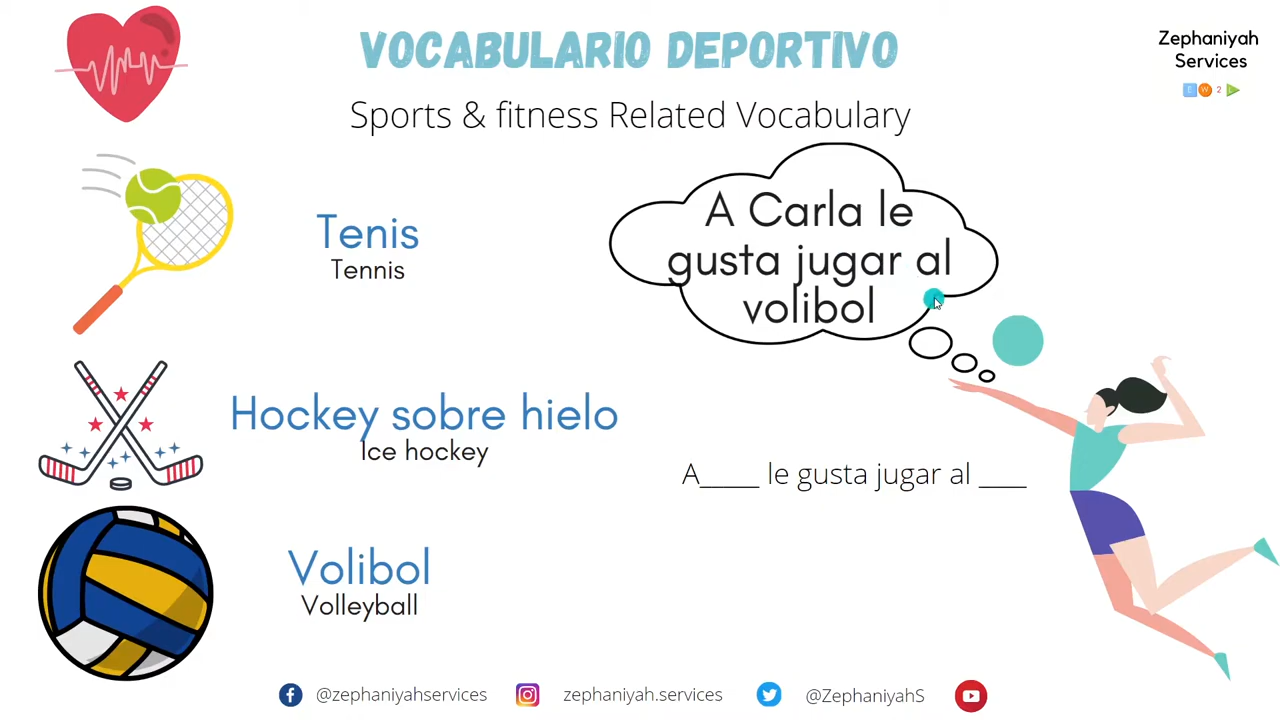 VOCABULARIO DEPORTIVO
Sports & fitness Related Vocabulary
Zephaniyah
Services
E W 2
Tenis
Tennis
A Carla le
gusta jugar al
volibol
Hockey sobre hielo
Ice hockey
A_____ le gusta jugar al ____
Volibol
Volleyball
@zephaniyahservices
zephaniyah.services
@ZephaniyahS